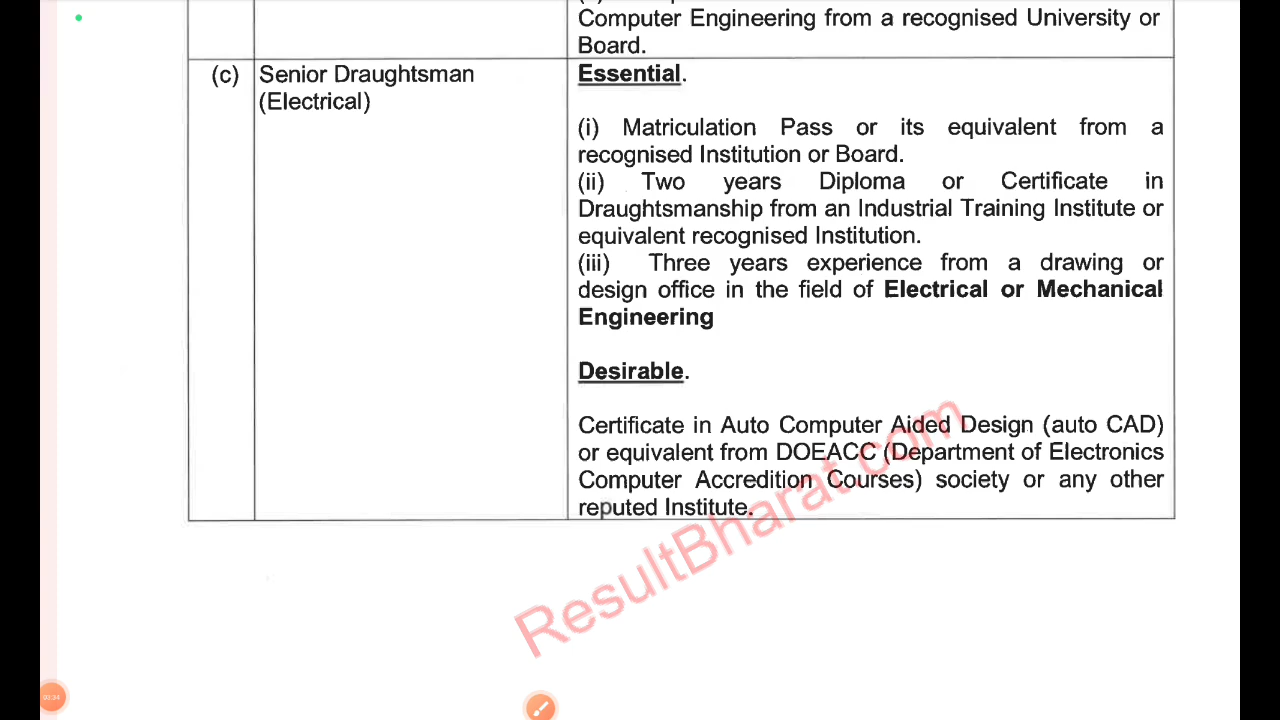 Computer Engineering from a recognised University or
Board.
(c) Senior Draughtsman
(Electrical)
Essential.
(i) Matriculation Pass or its equivalent from a
recognised Institution or Board.
(ii) Two years Diploma or Certificate in
Draughtsmanship from an Industrial Training Institute or
equivalent recognised Institution.
(iii) Three years experience from a drawing or
design office in the field of Electrical or Mechanical
Engineering
Desirable.
Certificate in Auto Computer Aided Design (auto CAD)
or equivalent from DOEACC (Department of Electronics
Computer Accredition Courses) society or any other
reputed Institute.
ResultBharat.com